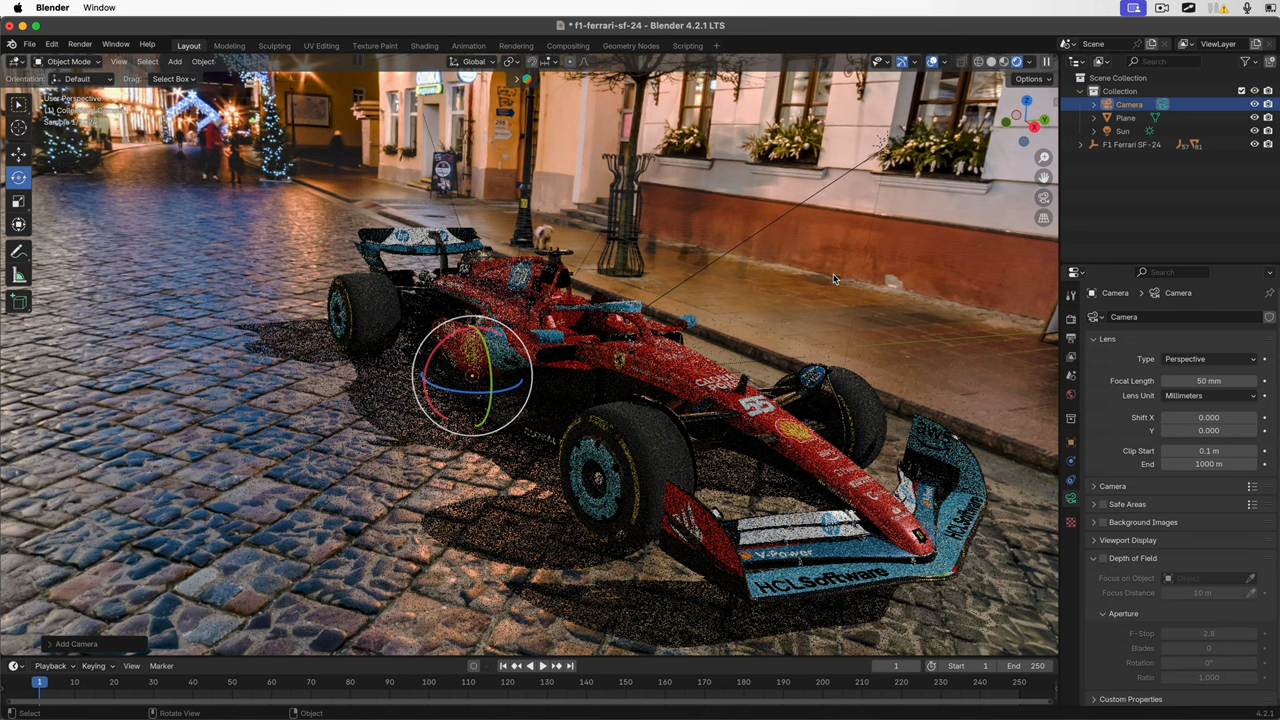 Blender Window
* f1-ferrari-sf-24 - Blender 4.2.1 LTS
File Edit Render Window Help Layout Modeling Sculpting UV Editing Texture Paint Shading Animation Rendering Compositing Geometry Nodes Scripting + Scene ViewLayer
Object Mode View Select Add Object Global Search
Orientation: Default Drag: Select Box Options
Scene Collection
Collection
Camera
Plane
Sun
F1 Ferrari SF-24 57 81
User Perspective
Z
Y
X
hp
55
V-Power
HCLSoftware
Search
Camera > Camera
Camera
Lens
Type Perspective
Focal Length 50 mm
Lens Unit Millimeters
Shift X 0.000
Y 0.000
Clip Start 0.1 m
End 1000 m
Camera
Safe Areas
Background Images
Viewport Display
Depth of Field
Focus on Object Object
Focus Distance 10 m
Aperture
F-Stop 2.8
Blades 0
Rotation 0°
Ratio 1.000
Custom Properties
Add Camera
Playback Keying View Marker 1 Start 1 End 250
1 10 20 30 40 50 60 70 80 90 100 110 120 130 140 150 160 170 180 190 200 210 220 230 240 250
Select Rotate View Object 4.2.1